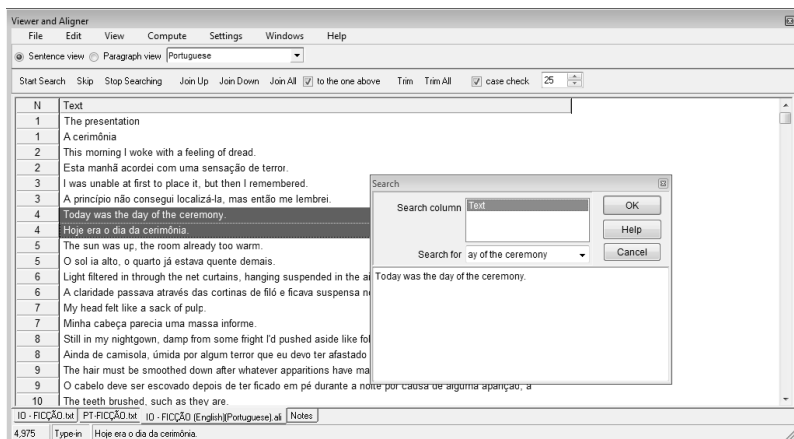 Viewer and Aligner
File Edit View Compute Settings Windows Help
Sentence view Paragraph view Portuguese
Start Search Skip Stop Searching Join Up Join Down Join All to the one above Trim Trim All case check 25
N Text
1 The presentation
1 A cerimônia
2 This morning I woke with a feeling of dread.
2 Esta manhã acordei com uma sensação de terror.
3 I was unable at first to place it, but then I remembered.
3 A princípio não consegui localizá-la, mas então me lembrei.
4 Today was the day of the ceremony.
4 Hoje era o dia da cerimônia.
5 The sun was up, the room already too warm.
5 O sol ia alto, o quarto já estava quente demais.
6 Light filtered in through the net curtains, hanging suspended in the ai
6 A claridade passava através das cortinas de filó e ficava suspensa n
7 My head felt like a sack of pulp.
7 Minha cabeça parecia uma massa informe.
8 Still in my nightgown, damp from some fright I'd pushed aside like fol
8 Ainda de camisola, úmida por algum terror que eu devo ter afastado
9 The hair must be smoothed down after whatever apparitions have ma
9 O cabelo deve ser escovado depois de ter ficado em pé durante a noite por causa de alguma aparição, a
10 The teeth brushed, such as they are.
Search
Search column Text
OK
Help
Search for ay of the ceremony
Cancel
Today was the day of the ceremony.
IO - FICÇÃO.txt PT-FICÇÃO.txt IO - FICÇÃO (English)(Portuguese).ali Notes
4,975 Type-in Hoje era o dia da cerimônia.